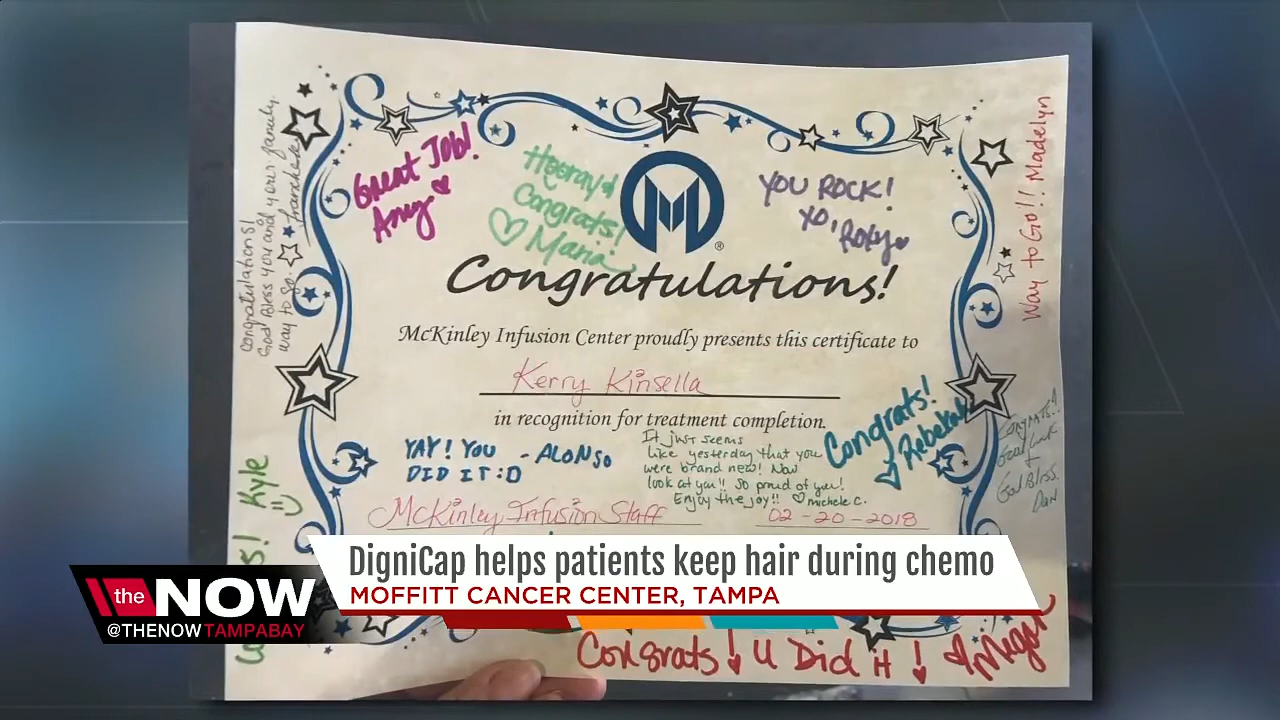 Congratulations!
God Bless you and your family.
way to go.
Great Job!
Amy
Hooray &
Congrats!
Maria
YOU ROCK!
xo, Roxy
Way to Go!! Madelyn
M
®
Congratulations!
McKinley Infusion Center proudly presents this certificate to
Kerry Kinsella
in recognition for treatment completion.
YAY! YOU
DID IT :D
- ALONSO
It just seems
like yesterday that you
were brand new! Now
look at you!! So proud of you!
Enjoy the joy!! michele C.
Congrats!
Rebekah
Congrats!!
Good Luck
+
God Bless.
Dan
Kyle
McKinley Infusion Staff
02-20-2018
DigniCap helps patients keep hair during chemo
MOFFITT CANCER CENTER, TAMPA
the NOW
@THENOWTAMPABAY
Congrats! U Did it!